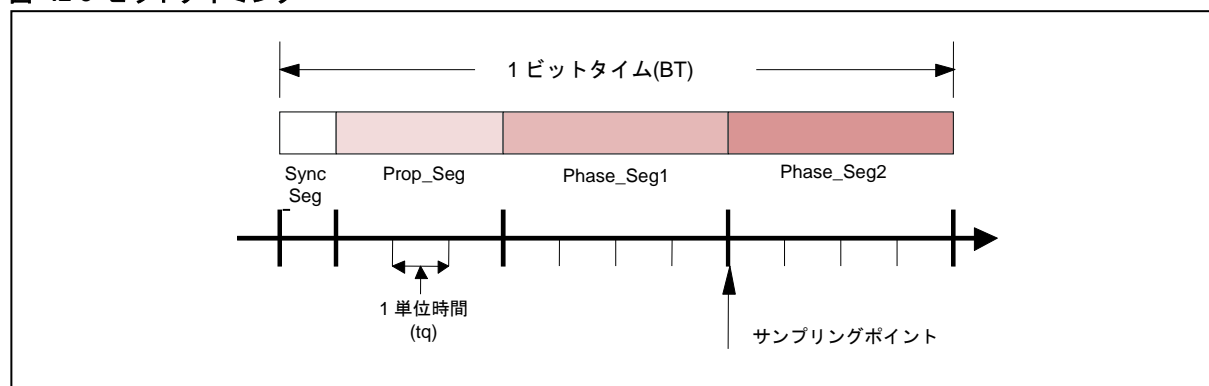 1 ビットタイム(BT)
Sync_
Seg
Prop_Seg
Phase_Seg1
Phase_Seg2
1 単位時間
(tq)
サンプリングポイント